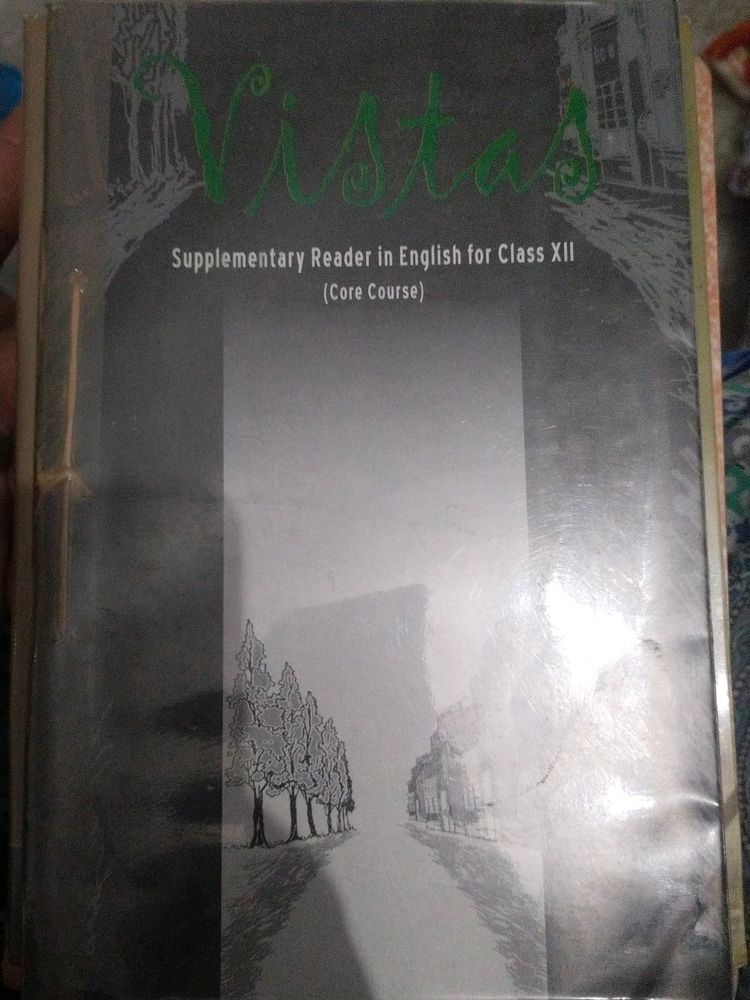 Vistas
Supplementary Reader in English for Class XII
(Core Course)